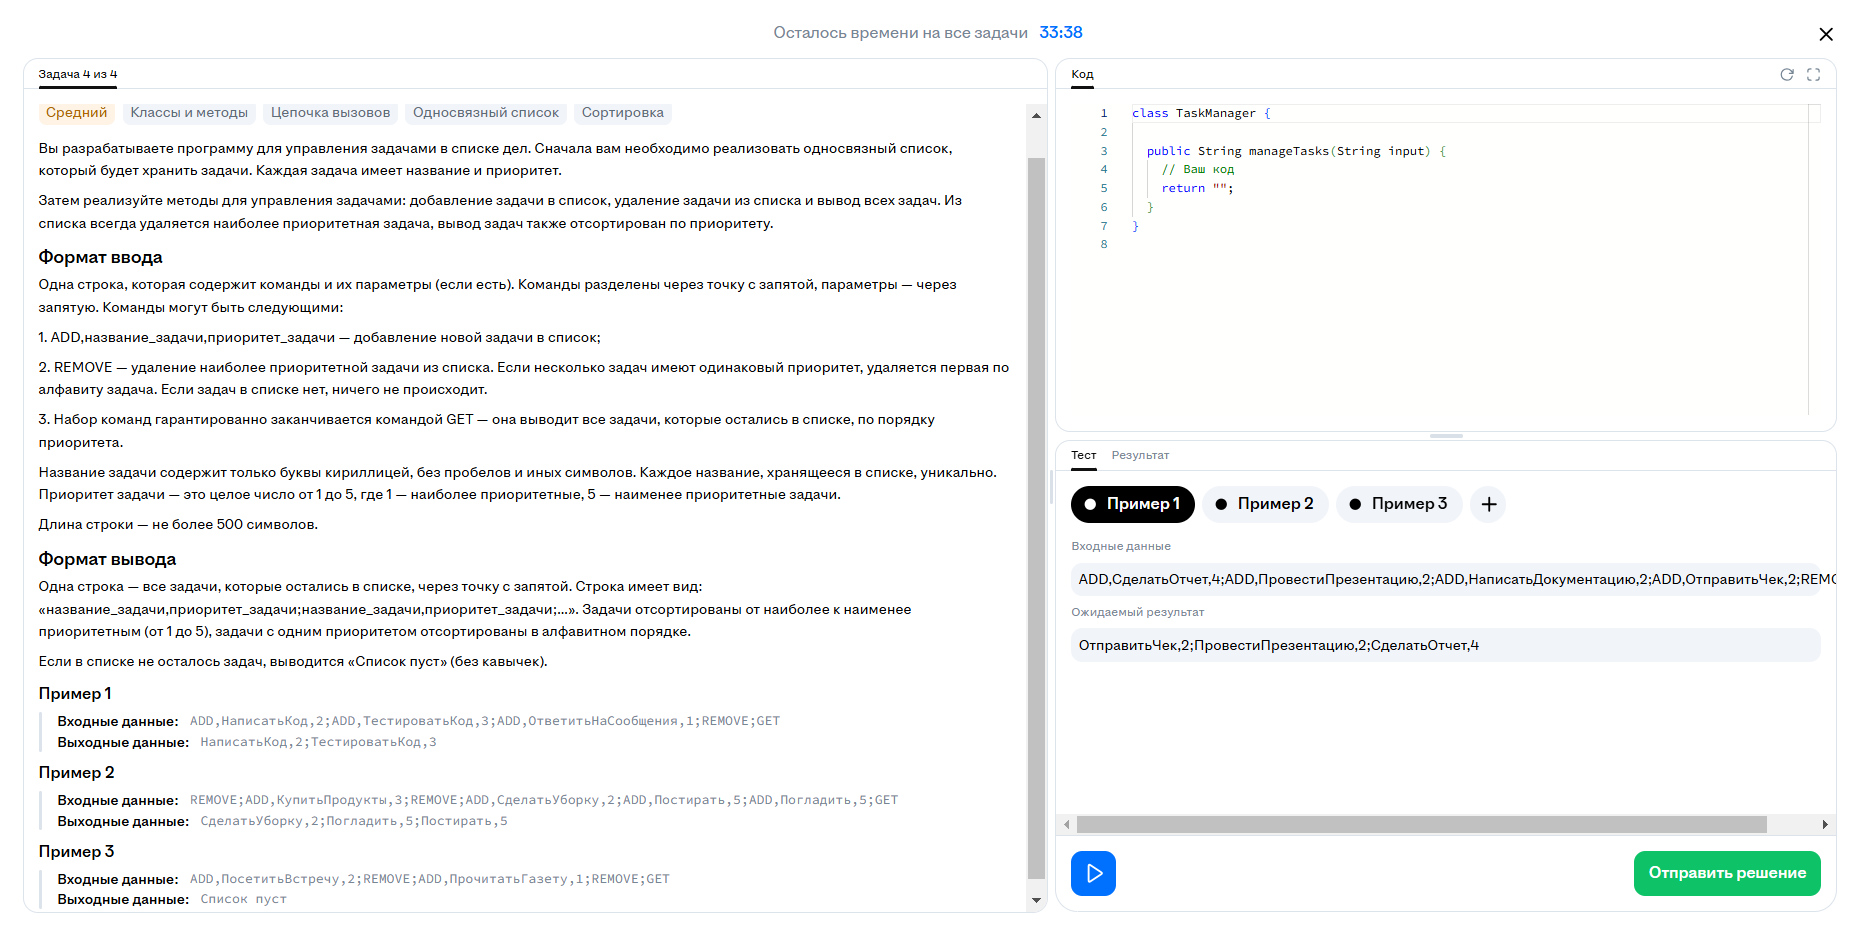 Осталось времени на все задачи 33:38
Задача 4 из 4
Средний Классы и методы Цепочка вызовов Односвязный список Сортировка
Вы разрабатываете программу для управления задачами в списке дел. Сначала вам необходимо реализовать односвязный список,
который будет хранить задачи. Каждая задача имеет название и приоритет.
Затем реализуйте методы для управления задачами: добавление задачи в список, удаление задачи из списка и вывод всех задач. Из
списка всегда удаляется наиболее приоритетная задача, вывод задач также отсортирован по приоритету.
Формат ввода
Одна строка, которая содержит команды и их параметры (если есть). Команды разделены через точку с запятой, параметры — через
запятую. Команды могут быть следующими:
1. ADD,название_задачи,приоритет_задачи — добавление новой задачи в список;
2. REMOVE — удаление наиболее приоритетной задачи из списка. Если несколько задач имеют одинаковый приоритет, удаляется первая по
алфавиту задача. Если задач в списке нет, ничего не происходит.
3. Набор команд гарантированно заканчивается командой GET — она выводит все задачи, которые остались в списке, по порядку
приоритета.
Название задачи содержит только буквы кириллицей, без пробелов и иных символов. Каждое название, хранящееся в списке, уникально.
Приоритет задачи — это целое число от 1 до 5, где 1 — наиболее приоритетные, 5 — наименее приоритетные задачи.
Длина строки — не более 500 символов.
Формат вывода
Одна строка — все задачи, которые остались в списке, через точку с запятой. Строка имеет вид:
«название_задачи,приоритет_задачи;название_задачи,приоритет_задачи;...». Задачи отсортированы от наиболее к наименее
приоритетным (от 1 до 5), задачи с одним приоритетом отсортированы в алфавитном порядке.
Если в списке не осталось задач, выводится «Список пуст» (без кавычек).
Пример 1
Входные данные: ADD,НаписатьКод,2;ADD,ТестироватьКод,3;ADD,ОтветитьНаСообщения,1;REMOVE;GET
Выходные данные: НаписатьКод,2;ТестироватьКод,3
Пример 2
Входные данные: REMOVE;ADD,КупитьПродукты,3;REMOVE;ADD,СделатьУборку,2;ADD,Постирать,5;ADD,Погладить,5;GET
Выходные данные: СделатьУборку,2;Погладить,5;Постирать,5
Пример 3
Входные данные: ADD,ПосетитьВстречу,2;REMOVE;ADD,ПрочитатьГазету,1;REMOVE;GET
Выходные данные: Список пуст
Код
1 class TaskManager {
2
3 public String manageTasks(String input) {
4 // Ваш код
5 return "";
6 }
7 }
8
Тест Результат
Пример 1 Пример 2 Пример 3
Входные данные
ADD,СделатьОтчет,4;ADD,ПровестиПрезентацию,2;ADD,НаписатьДокументацию,2;ADD,ОтправитьЧек,2;REMO
Ожидаемый результат
ОтправитьЧек,2;ПровестиПрезентацию,2;СделатьОтчет,4
Отправить решение